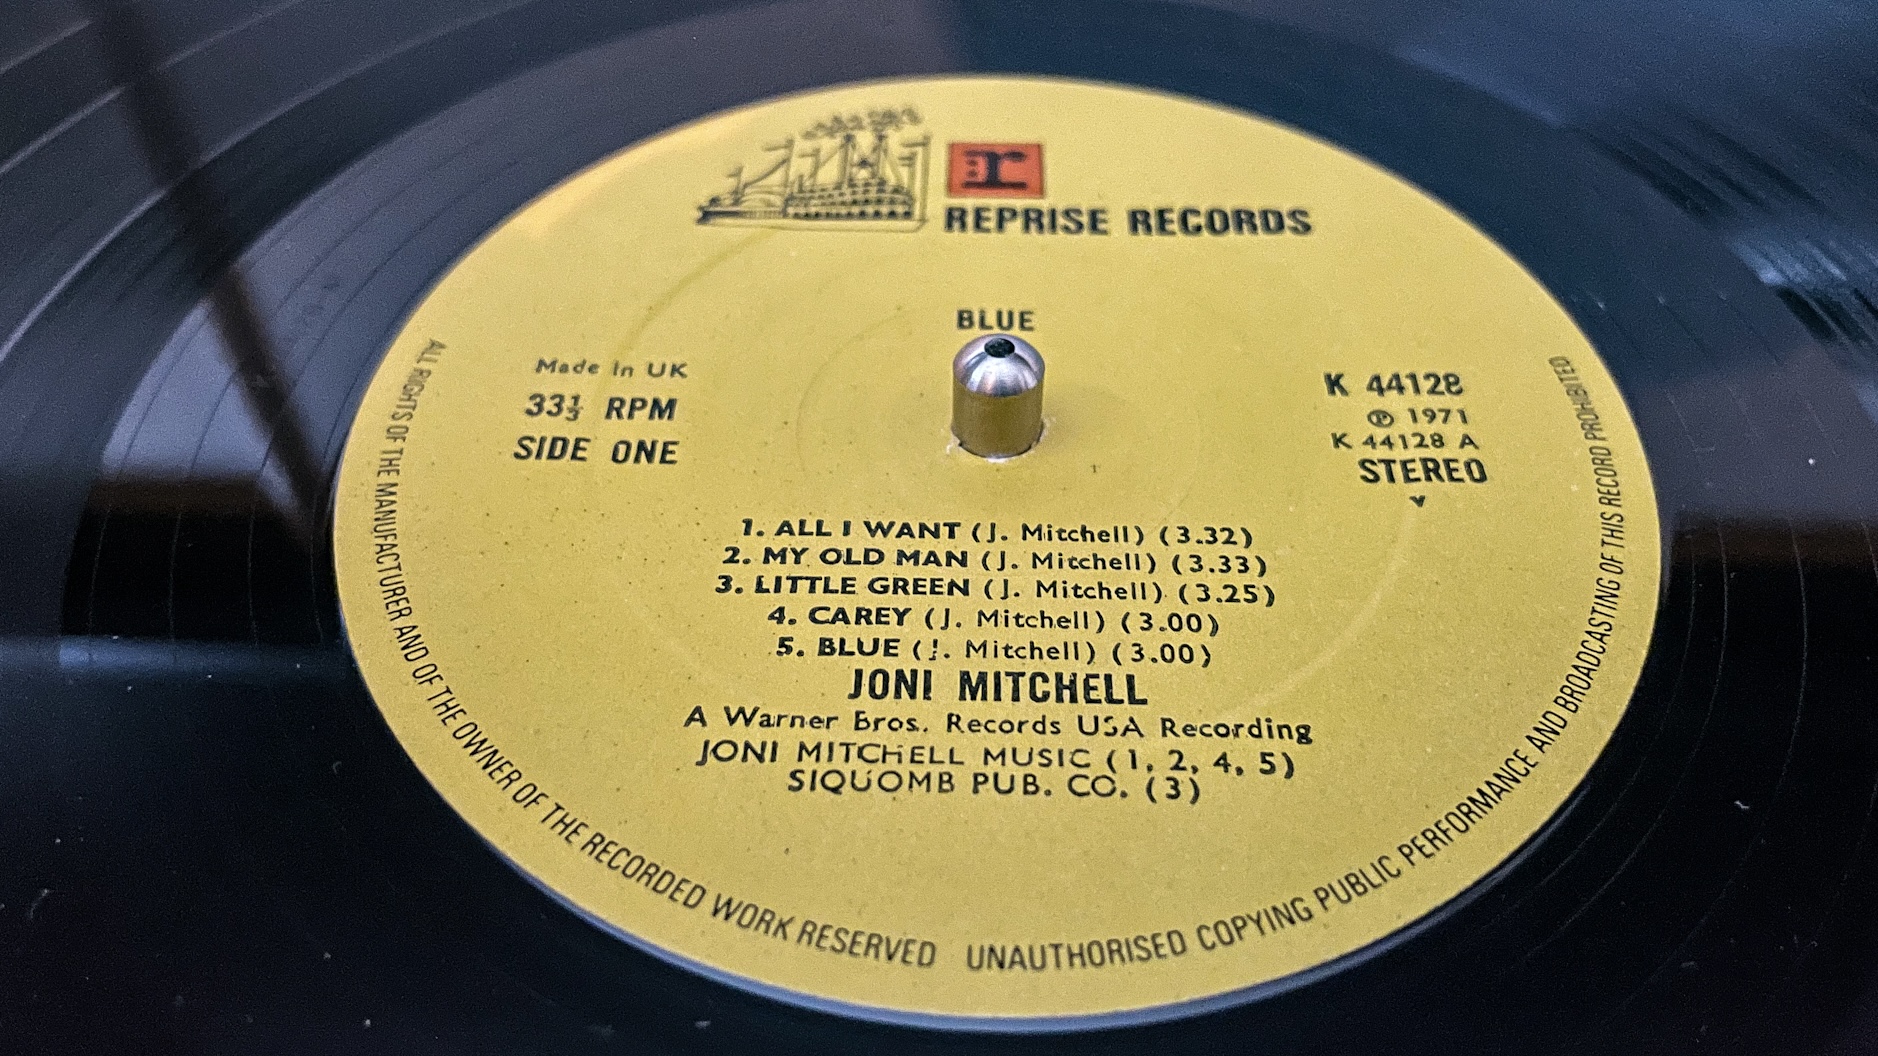 r
REPRISE RECORDS
BLUE
Made in UK
33⅓ RPM
SIDE ONE
K 44128
℗ 1971
K 44128 A
STEREO
1. ALL I WANT (J. Mitchell) (3.32)
2. MY OLD MAN (J. Mitchell) (3.33)
3. LITTLE GREEN (J. Mitchell) (3.25)
4. CAREY (J. Mitchell) (3.00)
5. BLUE (J. Mitchell) (3.00)
JONI MITCHELL
A Warner Bros. Records USA Recording
JONI MITCHELL MUSIC (1, 2, 4, 5)
SIQUOMB PUB. CO. (3)
ALL RIGHTS OF THE MANUFACTURER AND OF THE OWNER OF THE RECORDED WORK RESERVED UNAUTHORISED COPYING PUBLIC PERFORMANCE AND BROADCASTING OF THIS RECORD PROHIBITED